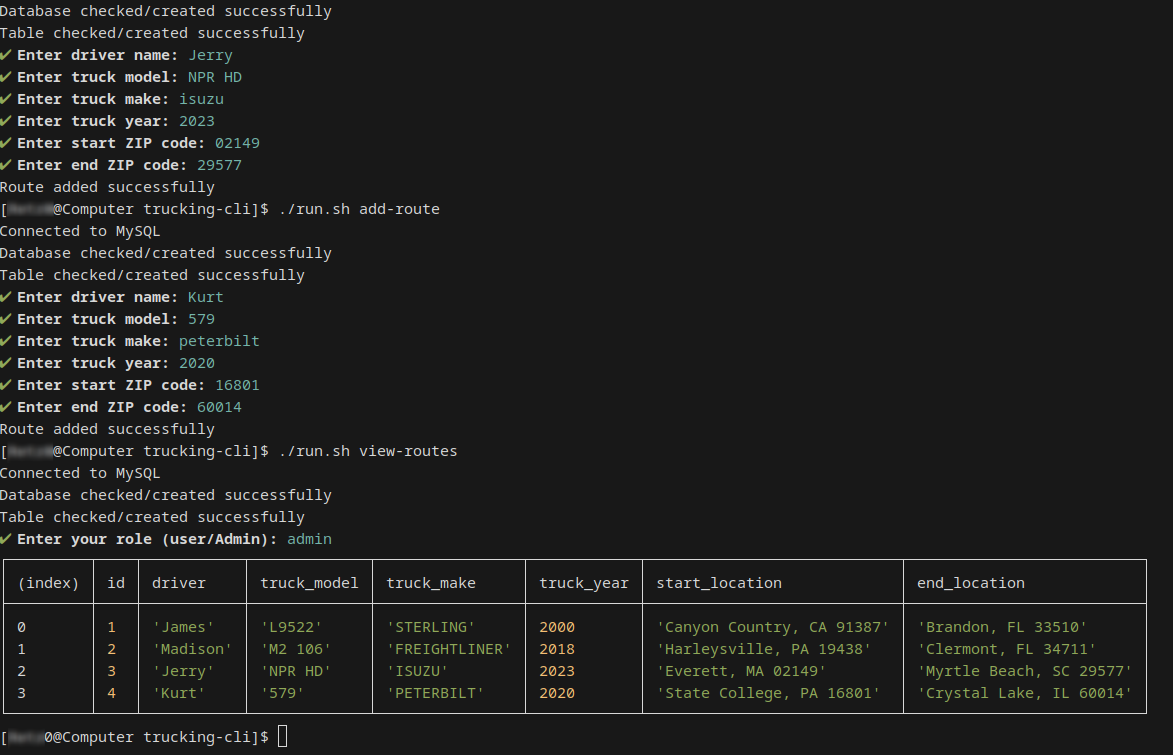 Database checked/created successfully
Table checked/created successfully
✔ Enter driver name: Jerry
✔ Enter truck model: NPR HD
✔ Enter truck make: isuzu
✔ Enter truck year: 2023
✔ Enter start ZIP code: 02149
✔ Enter end ZIP code: 29577
Route added successfully
[@Computer trucking-cli]$ ./run.sh add-route
Connected to MySQL
Database checked/created successfully
Table checked/created successfully
✔ Enter driver name: Kurt
✔ Enter truck model: 579
✔ Enter truck make: peterbilt
✔ Enter truck year: 2020
✔ Enter start ZIP code: 16801
✔ Enter end ZIP code: 60014
Route added successfully
[@Computer trucking-cli]$ ./run.sh view-routes
Connected to MySQL
Database checked/created successfully
Table checked/created successfully
✔ Enter your role (user/Admin): admin
(index) id driver truck_model truck_make truck_year start_location end_location
0 1 'James' 'L9522' 'STERLING' 2000 'Canyon Country, CA 91387' 'Brandon, FL 33510'
1 2 'Madison' 'M2 106' 'FREIGHTLINER' 2018 'Harleysville, PA 19438' 'Clermont, FL 34711'
2 3 'Jerry' 'NPR HD' 'ISUZU' 2023 'Everett, MA 02149' 'Myrtle Beach, SC 29577'
3 4 'Kurt' '579' 'PETERBILT' 2020 'State College, PA 16801' 'Crystal Lake, IL 60014'
[0@Computer trucking-cli]$